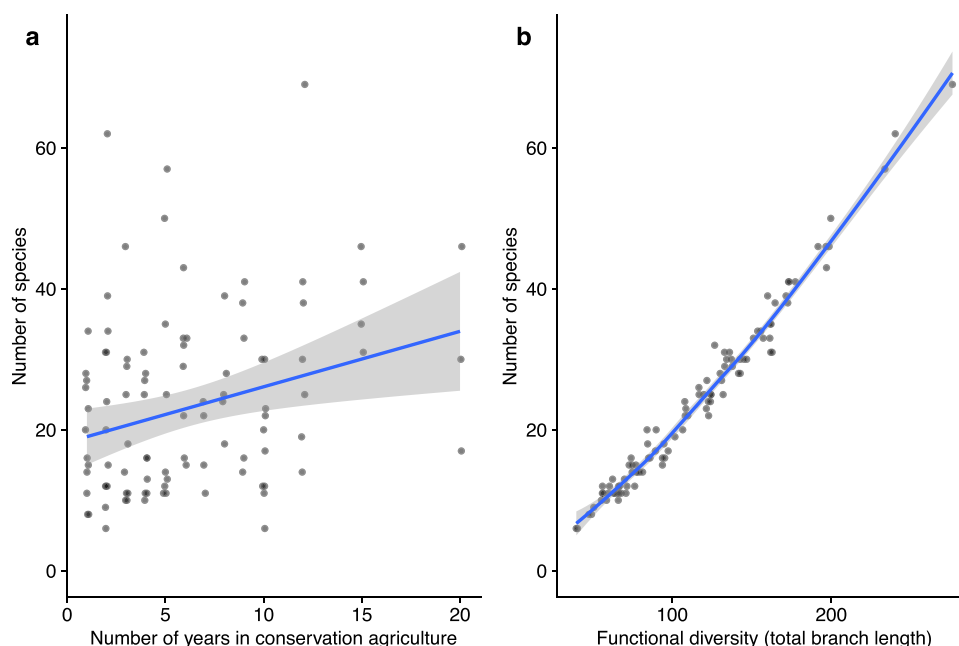 a
Number of species
60
40
20
0
0 5 10 15 20
Number of years in conservation agriculture
b
Number of species
60
40
20
0
100 200
Functional diversity (total branch length)